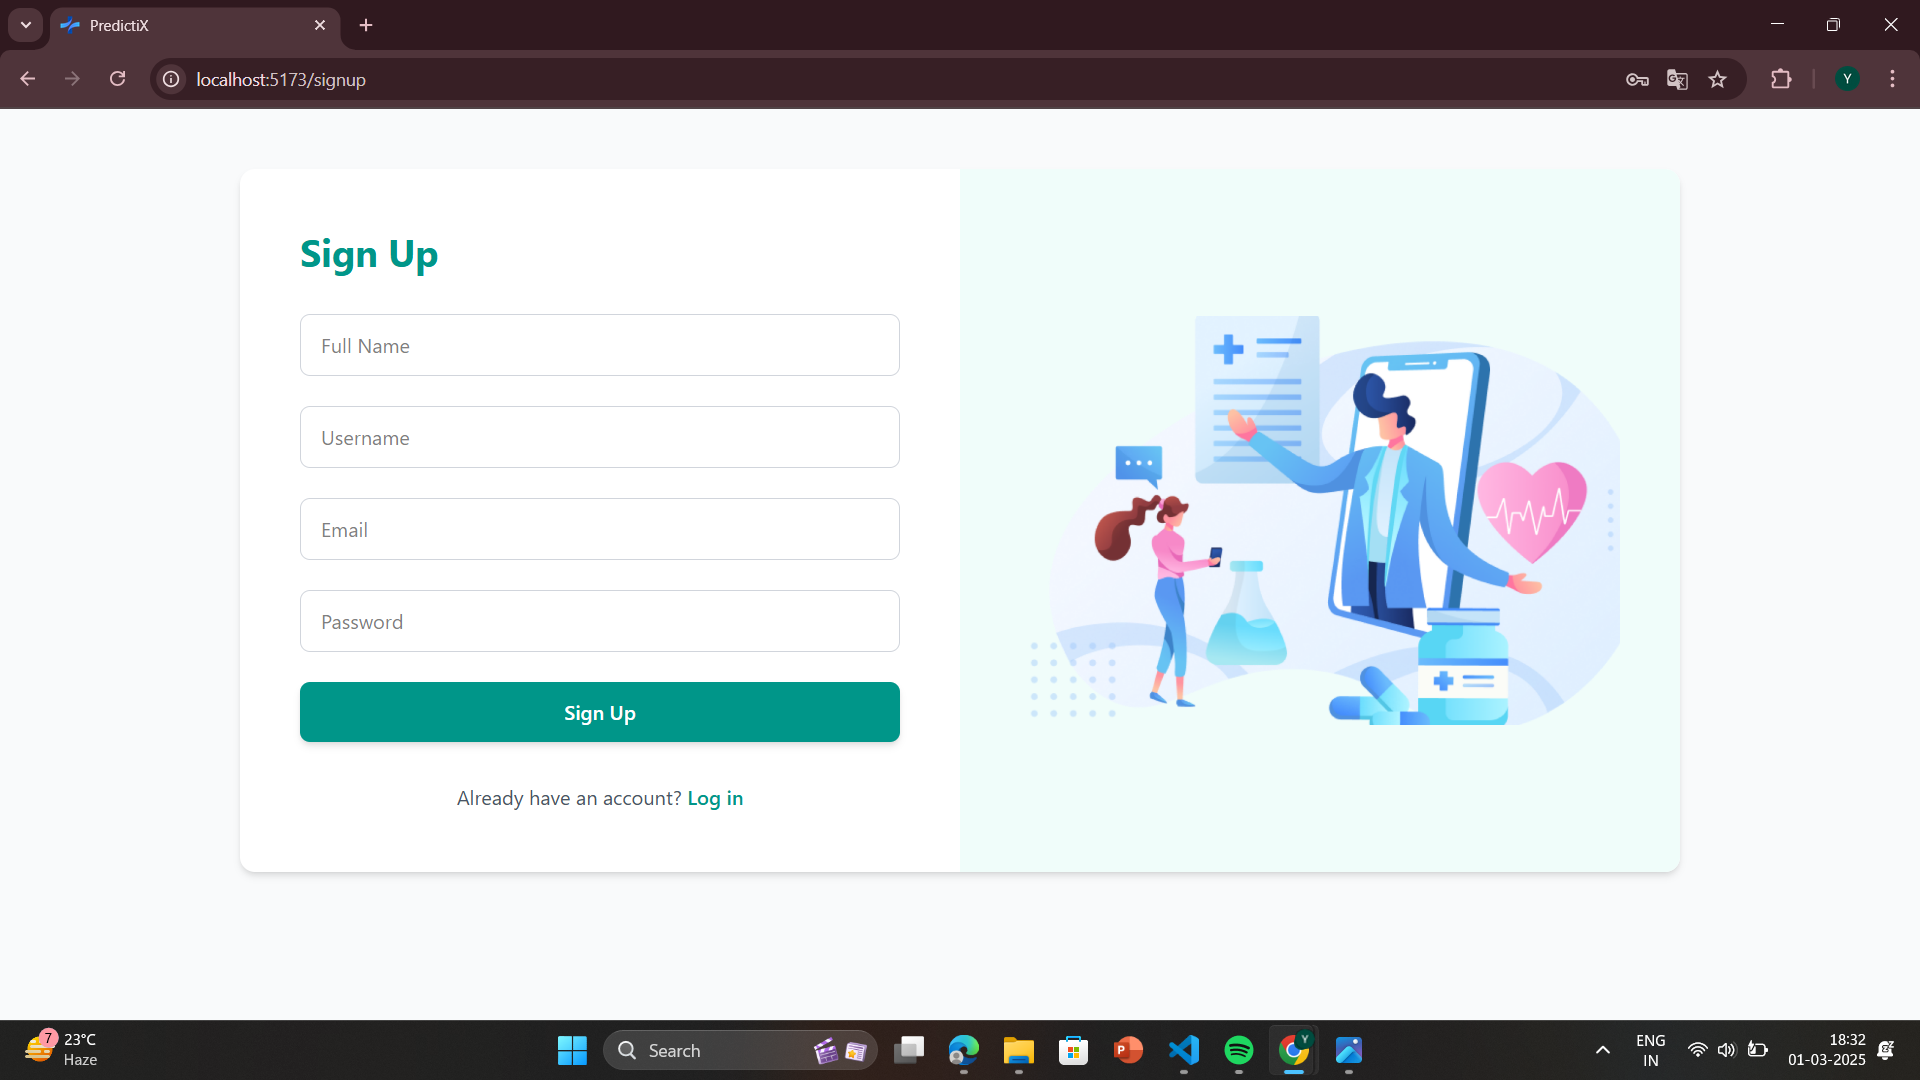 PredictiX
localhost:5173/signup
Y
Sign Up
Full Name
Username
Email
Password
Sign Up
Already have an account? Log in
7
23°C
Haze
Search
P
Y
ENG
IN
18:32
01-03-2025